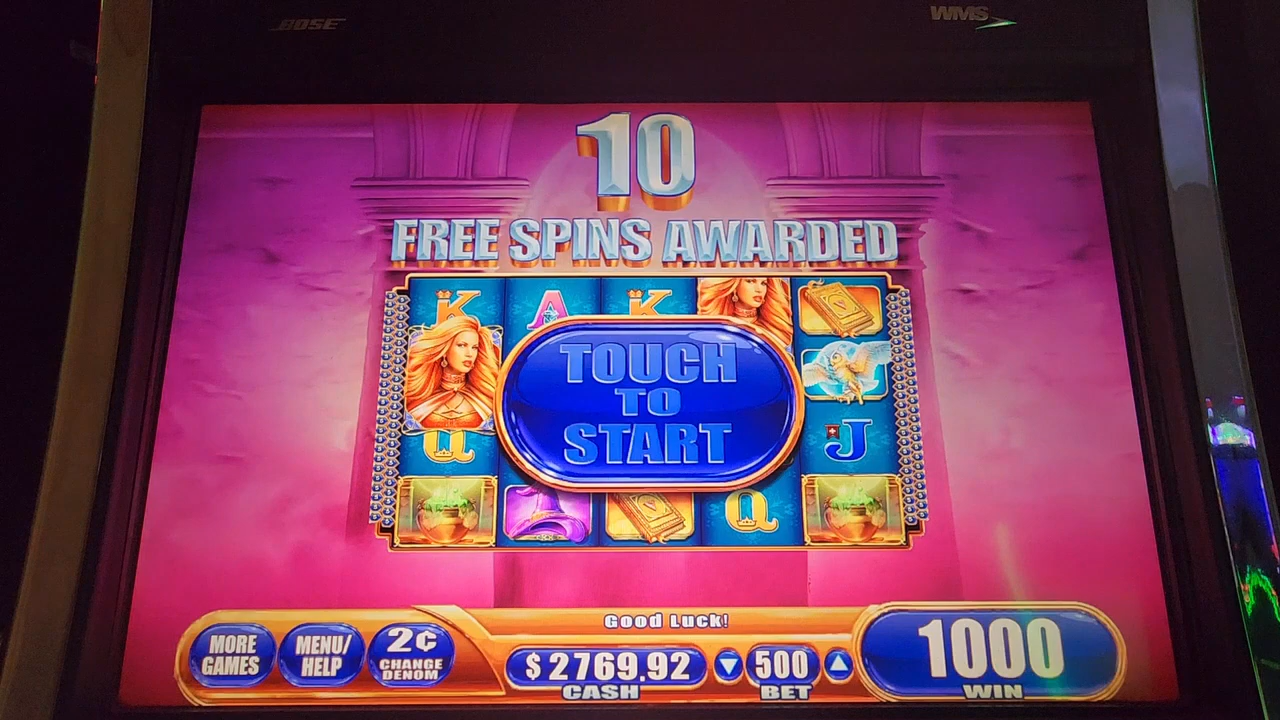 BOSE
WMS
10
FREE SPINS AWARDED
K A K
TOUCH
TO
START
Q
J
Q
Good Luck!
MORE
GAMES
MENU/
HELP
2¢
CHANGE
DENOM
$2769.92
CASH
500
BET
1000
WIN